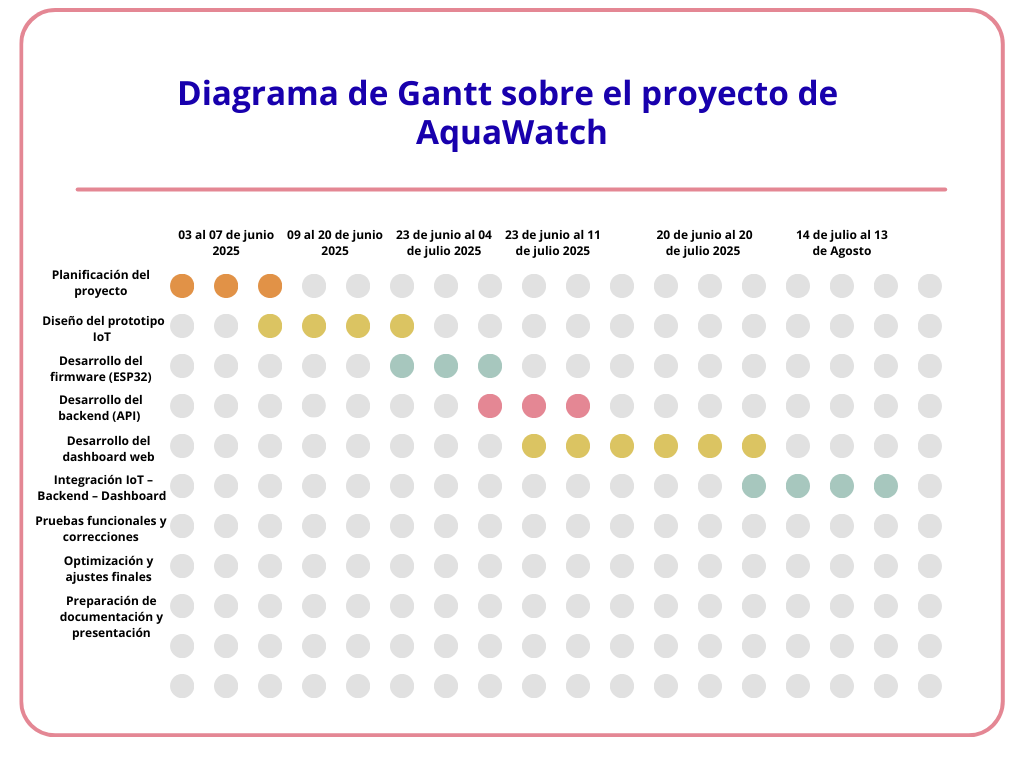 Diagrama de Gantt sobre el proyecto de
AquaWatch
03 al 07 de junio
2025
09 al 20 de junio
2025
23 de junio al 04
de julio 2025
23 de junio al 11
de julio 2025
20 de junio al 20
de julio 2025
14 de julio al 13
de Agosto
Planificación del
proyecto
Diseño del prototipo
IoT
Desarrollo del
firmware (ESP32)
Desarrollo del
backend (API)
Desarrollo del
dashboard web
Integración IoT –
Backend – Dashboard
Pruebas funcionales y
correcciones
Optimización y
ajustes finales
Preparación de
documentación y
presentación